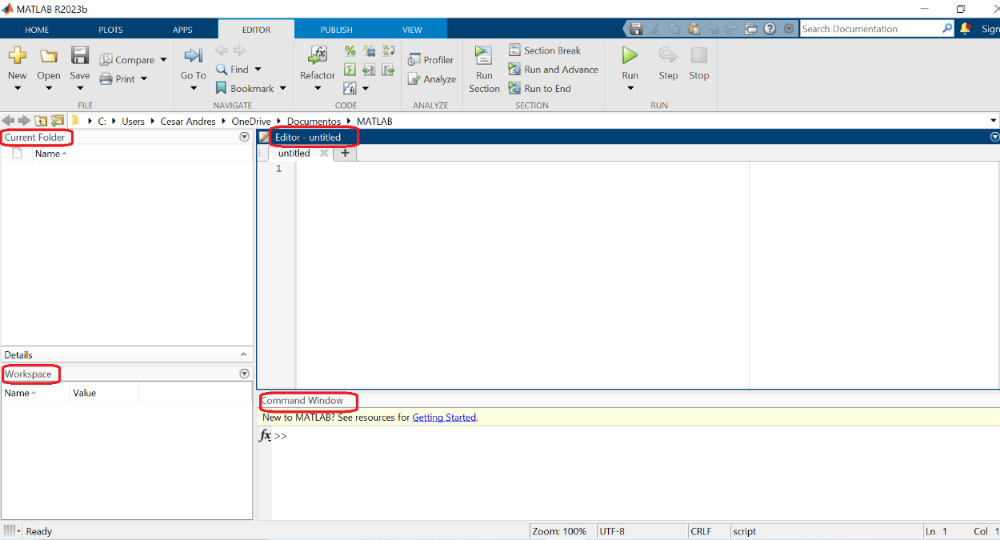 MATLAB R2023b
HOME PLOTS APPS EDITOR PUBLISH VIEW Search Documentation
New Open Save Compare Print
Go To Find Bookmark
Refactor
Profiler Analyze
Run Section Section Break Run and Advance Run to End
Run Step Stop
FILE NAVIGATE CODE ANALYZE SECTION RUN
C: Users Cesar Andres OneDrive Documentos MATLAB
Current Folder
Name
Details
Workspace
Name Value
Editor - untitled
untitled
1
Command Window
New to MATLAB? See resources for Getting Started.
fx >>
Ready
Zoom: 100% UTF-8 CRLF script Ln 1 Col 1